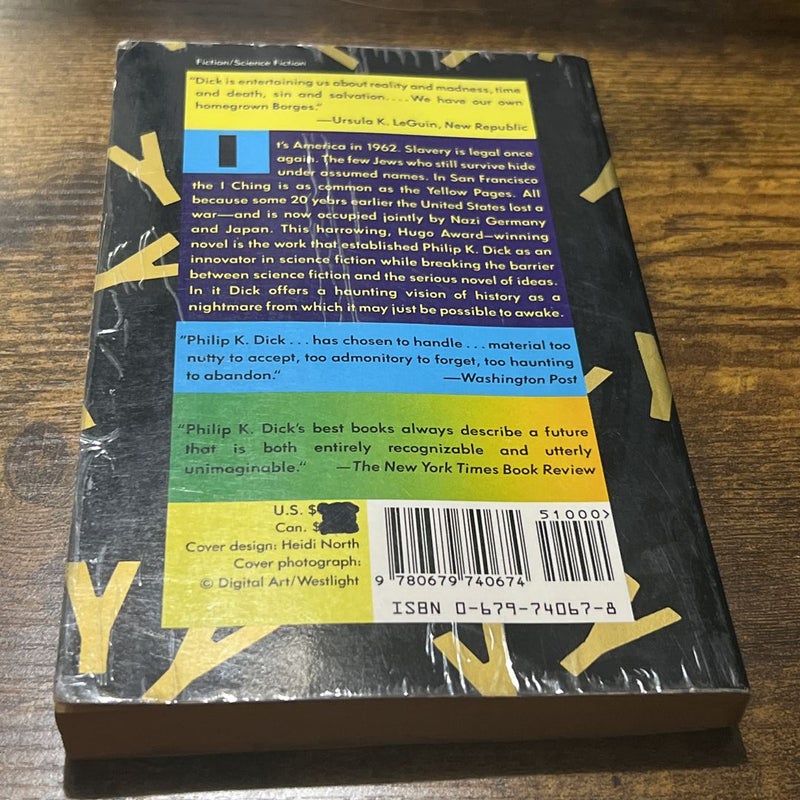 Fiction/Science Fiction
"Dick is entertaining us about reality and madness, time
and death, sin and salvation....We have our own
homegrown Borges."
—Ursula K. LeGuin, New Republic
It's America in 1962. Slavery is legal once
again. The few Jews who still survive hide
under assumed names. In San Francisco
the I Ching is as common as the Yellow Pages. All
because some 20 years earlier the United States lost a
war—and is now occupied jointly by Nazi Germany
and Japan. This harrowing, Hugo Award–winning
novel is the work that established Philip K. Dick as an
innovator in science fiction while breaking the barrier
between science fiction and the serious novel of ideas.
In it Dick offers a haunting vision of history as a
nightmare from which it may just be possible to awake.
"Philip K. Dick...has chosen to handle...material too
nutty to accept, too admonitory to forget, too haunting
to abandon."
—Washington Post
"Philip K. Dick's best books always describe a future
that is both entirely recognizable and utterly
unimaginable." —The New York Times Book Review
U.S. $
Can. $
Cover design: Heidi North
Cover photograph:
© Digital Art/Westlight
51000>
9 780679 740674
ISBN 0-679-74067-8